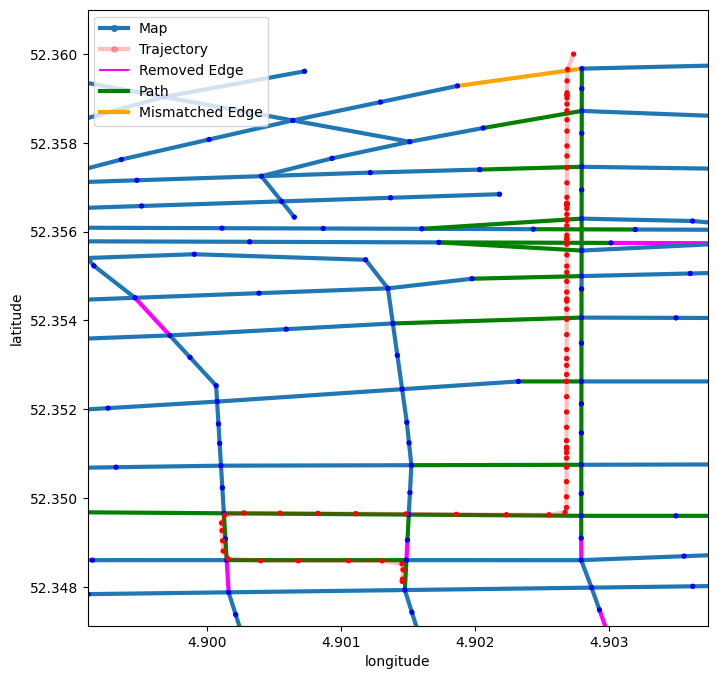 52.360
52.358
52.356
52.354
52.352
52.350
52.348
latitude
Map
Trajectory
Removed Edge
Path
Mismatched Edge
4.900
4.901
4.902
4.903
longitude